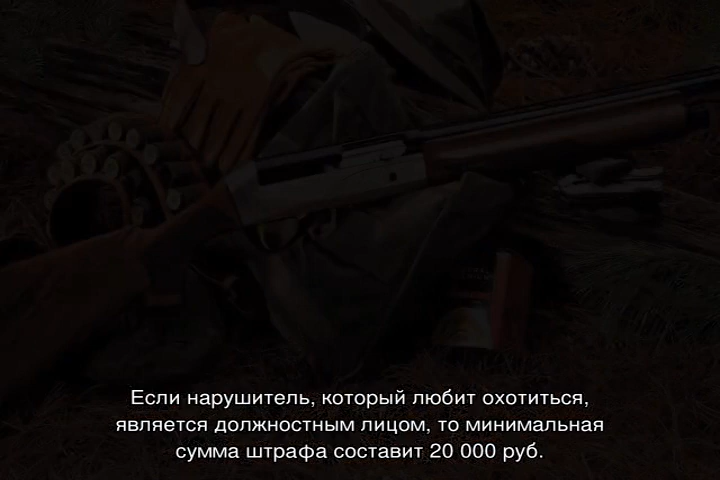 Если нарушитель, который любит охотиться,
является должностным лицом, то минимальная
сумма штрафа составит 20 000 руб.